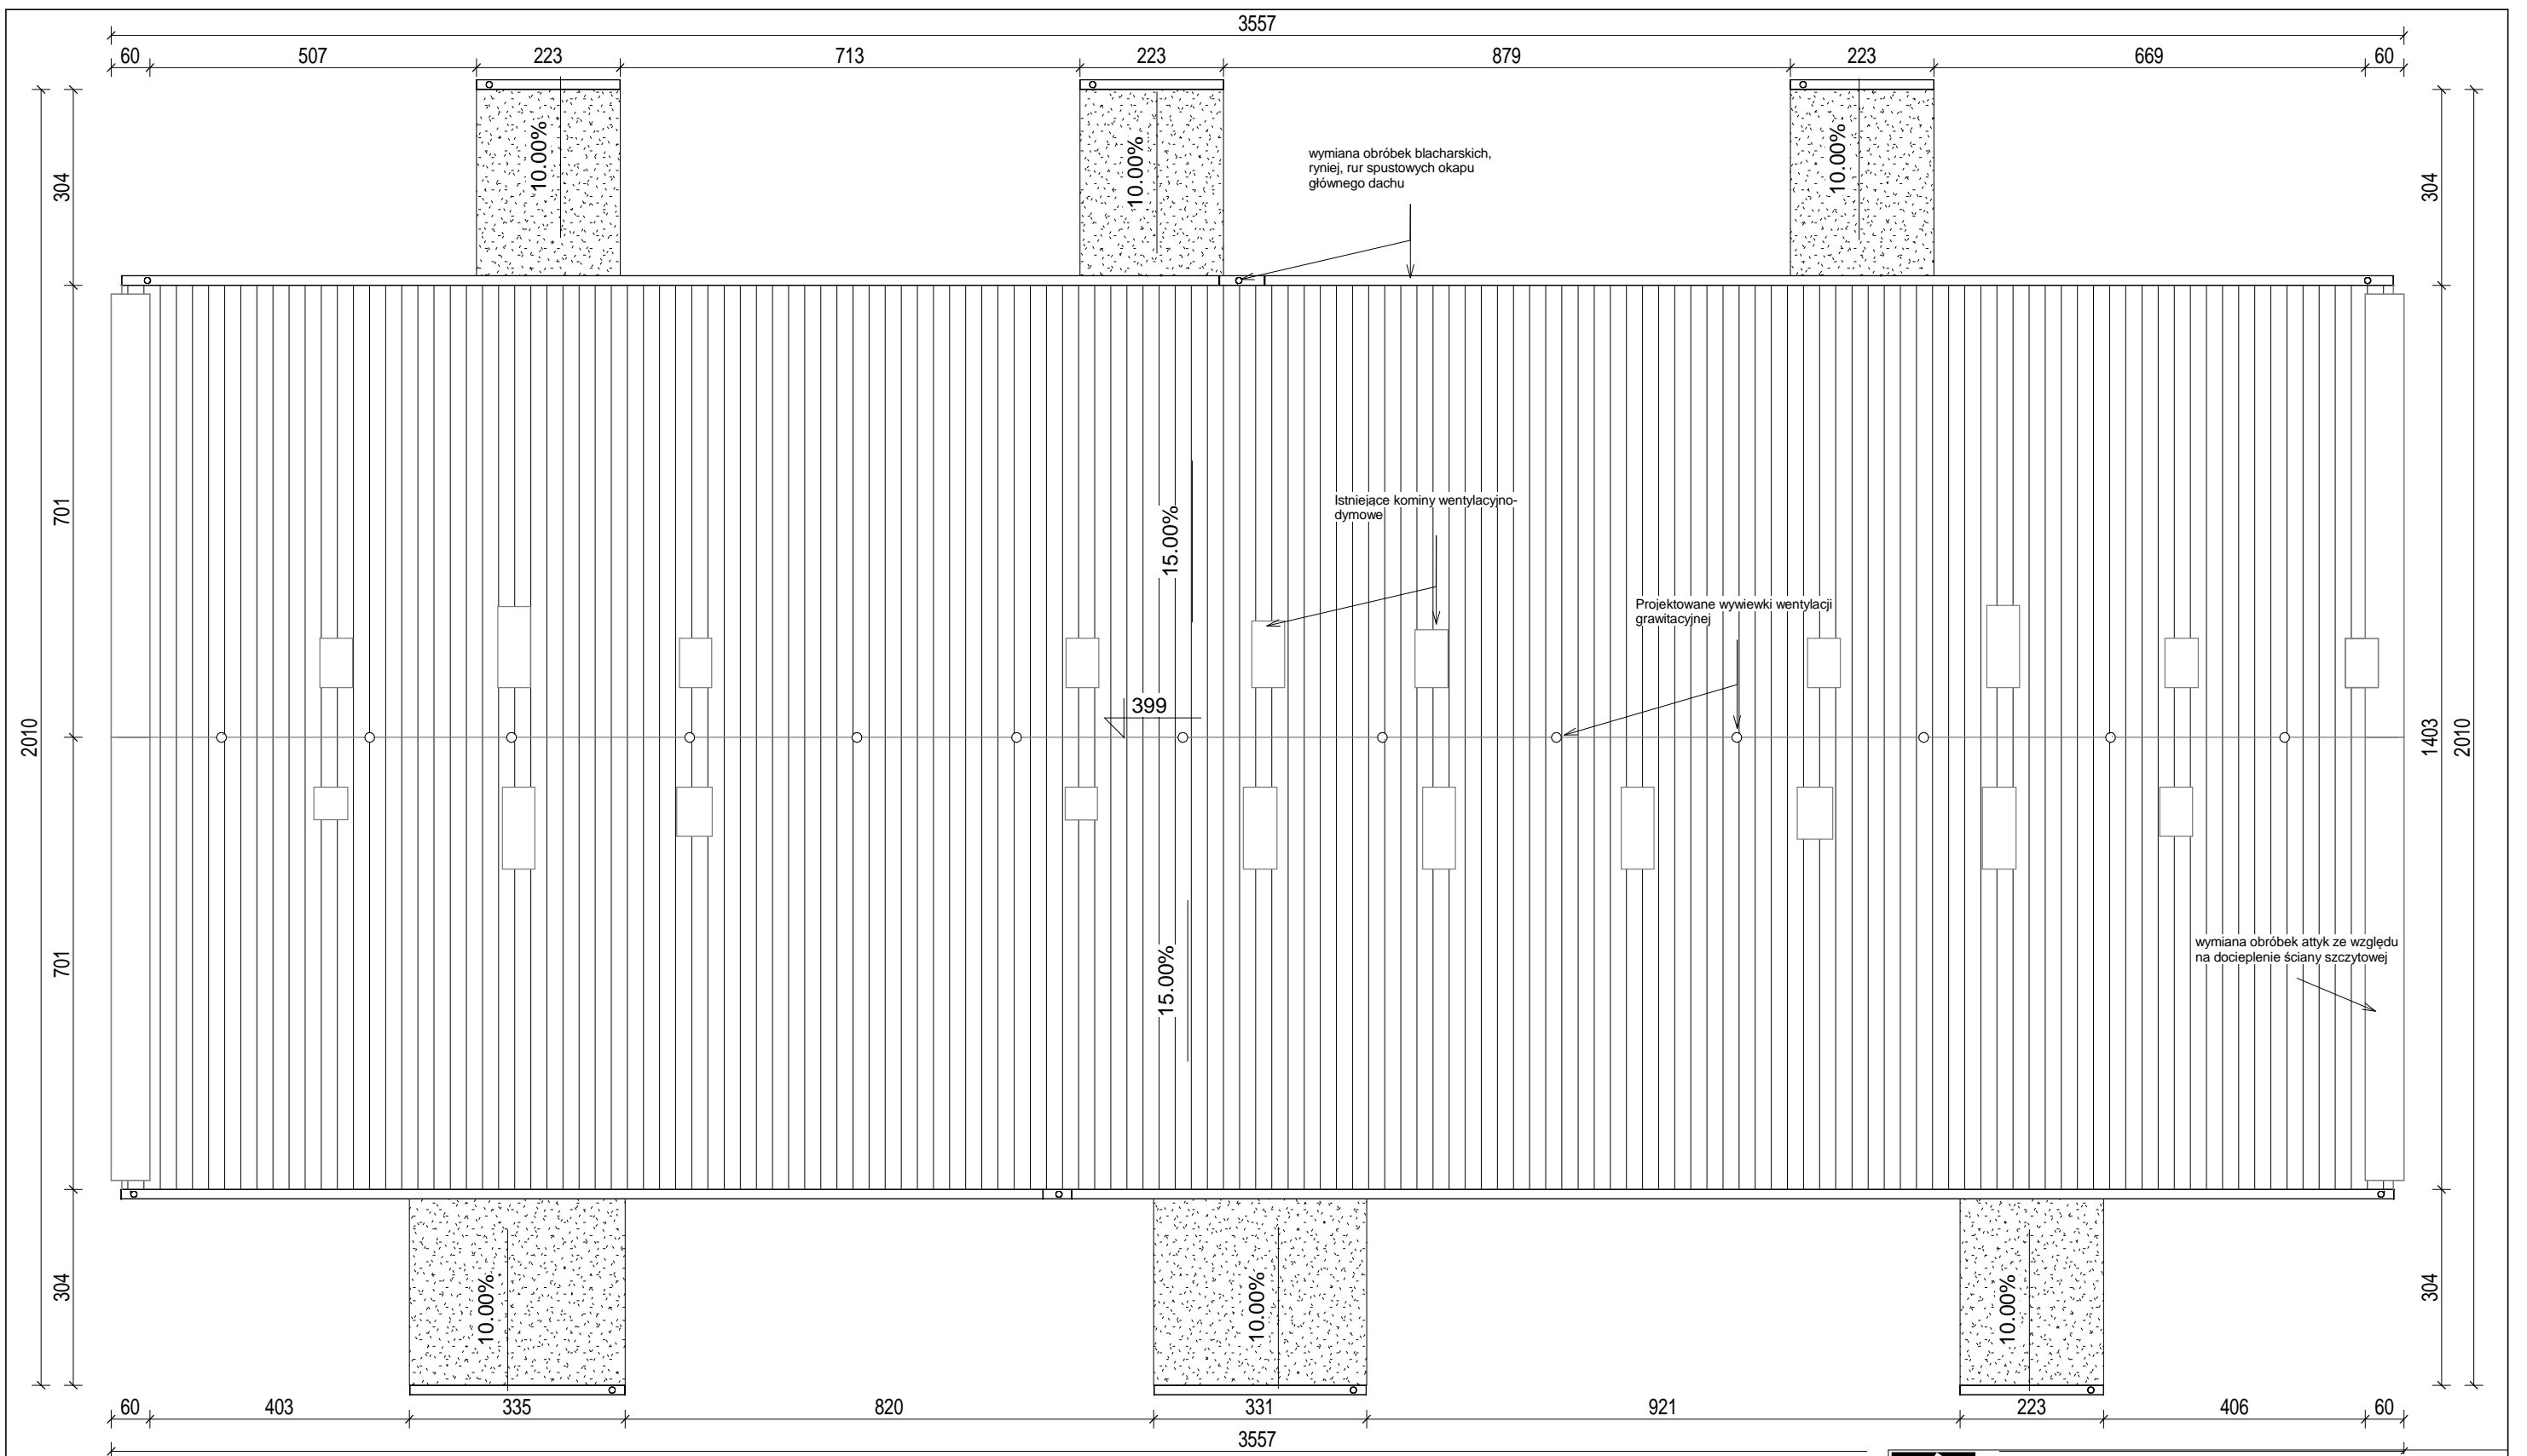 3557
60 507 223 713 223 879 223 669 60
10.00% 10.00% 10.00%
304 304
wymiana obróbek blacharskich,
ryniej, rur spustowych okapu
głównego dachu
701
15.00%
Istniejące kominy wentylacyjno-
dymowe
Projektowane wywiewki wentylacji
grawitacyjnej
399
2010 1403 2010
701
15.00%
wymiana obróbek attyk ze względu
na docieplenie ściany szczytowej
304 304
10.00% 10.00% 10.00%
60 403 335 820 331 921 223 406 60
3557